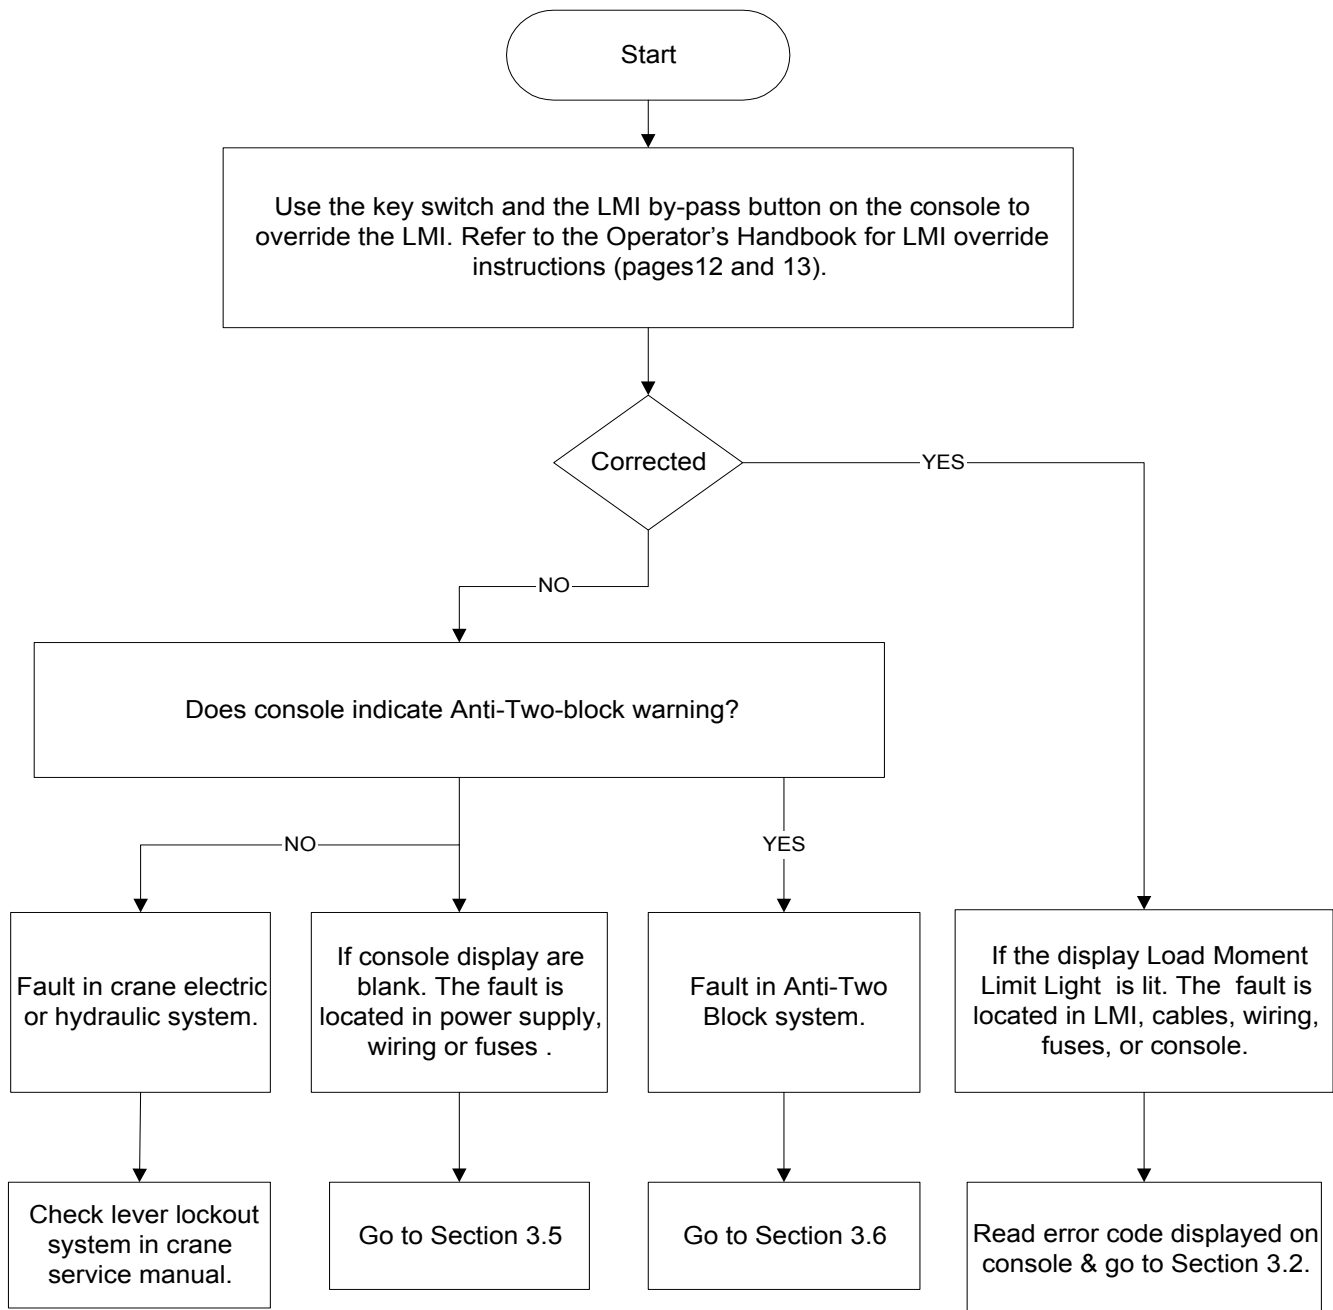 Start
Use the key switch and the LMI by-pass button on the console to
override the LMI. Refer to the Operator’s Handbook for LMI override
instructions (pages12 and 13).
Corrected
YES
NO
Does console indicate Anti-Two-block warning?
NO
YES
Fault in crane electric
or hydraulic system.
If console display are
blank. The fault is
located in power supply,
wiring or fuses .
Fault in Anti-Two
Block system.
If the display Load Moment
Limit Light  is lit. The  fault is
located in LMI, cables, wiring,
fuses, or console.
Check lever lockout
system in crane
service manual.
Go to Section 3.5
Go to Section 3.6
Read error code displayed on
console & go to Section 3.2.